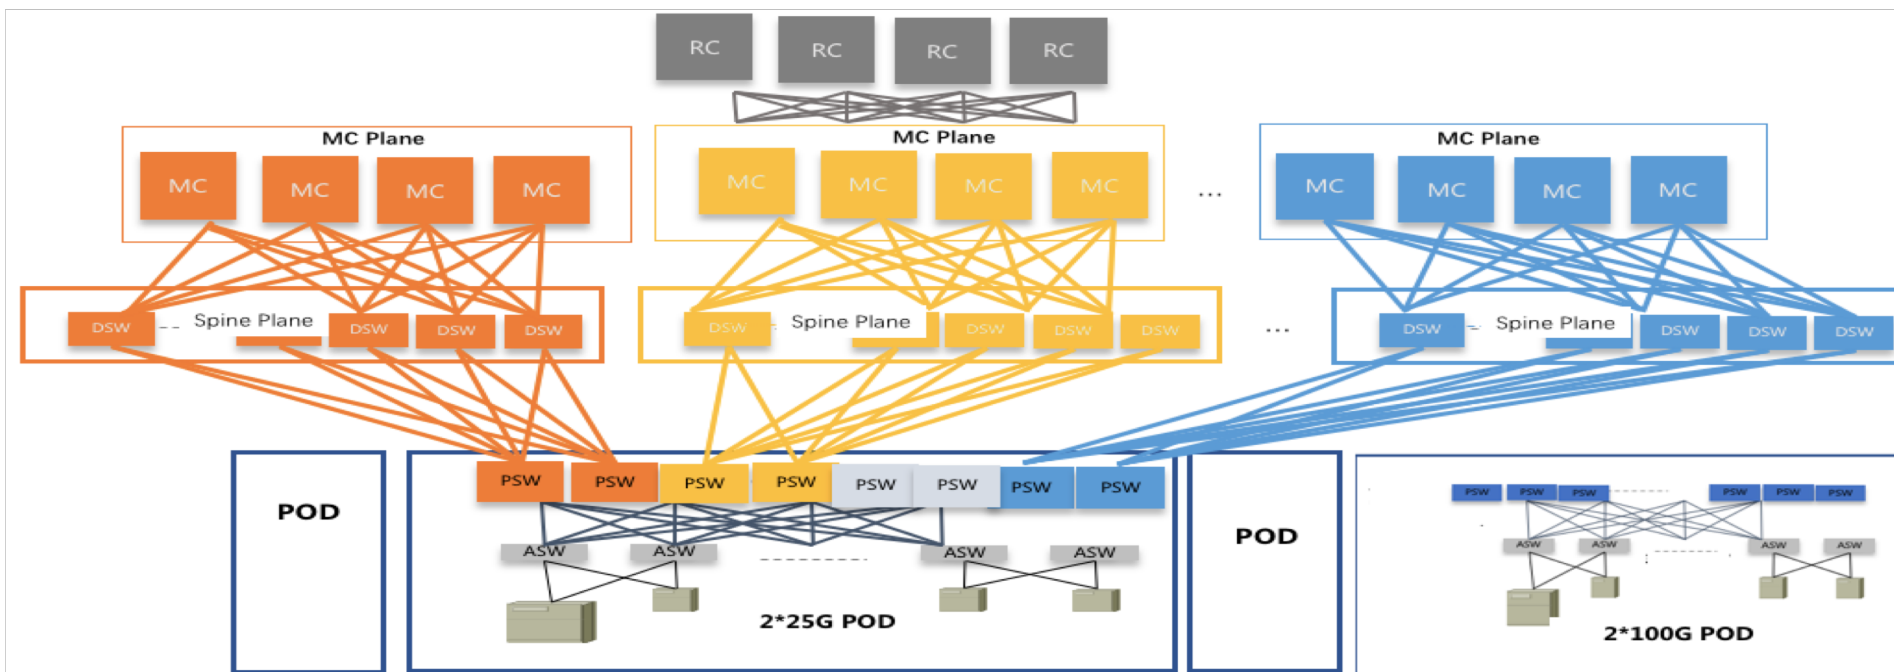 RC RC RC RC
MC Plane MC Plane MC Plane
MC MC MC MC MC MC MC MC ... MC MC MC MC
DSW Spine Plane DSW DSW DSW DSW Spine Plane DSW DSW DSW ... DSW Spine Plane DSW DSW DSW
PSW PSW PSW PSW PSW PSW PSW PSW
PSW PSW PSW PSW PSW PSW
POD POD
ASW ASW ASW ASW
ASW ASW ASW ASW
2*25G POD
2*100G POD